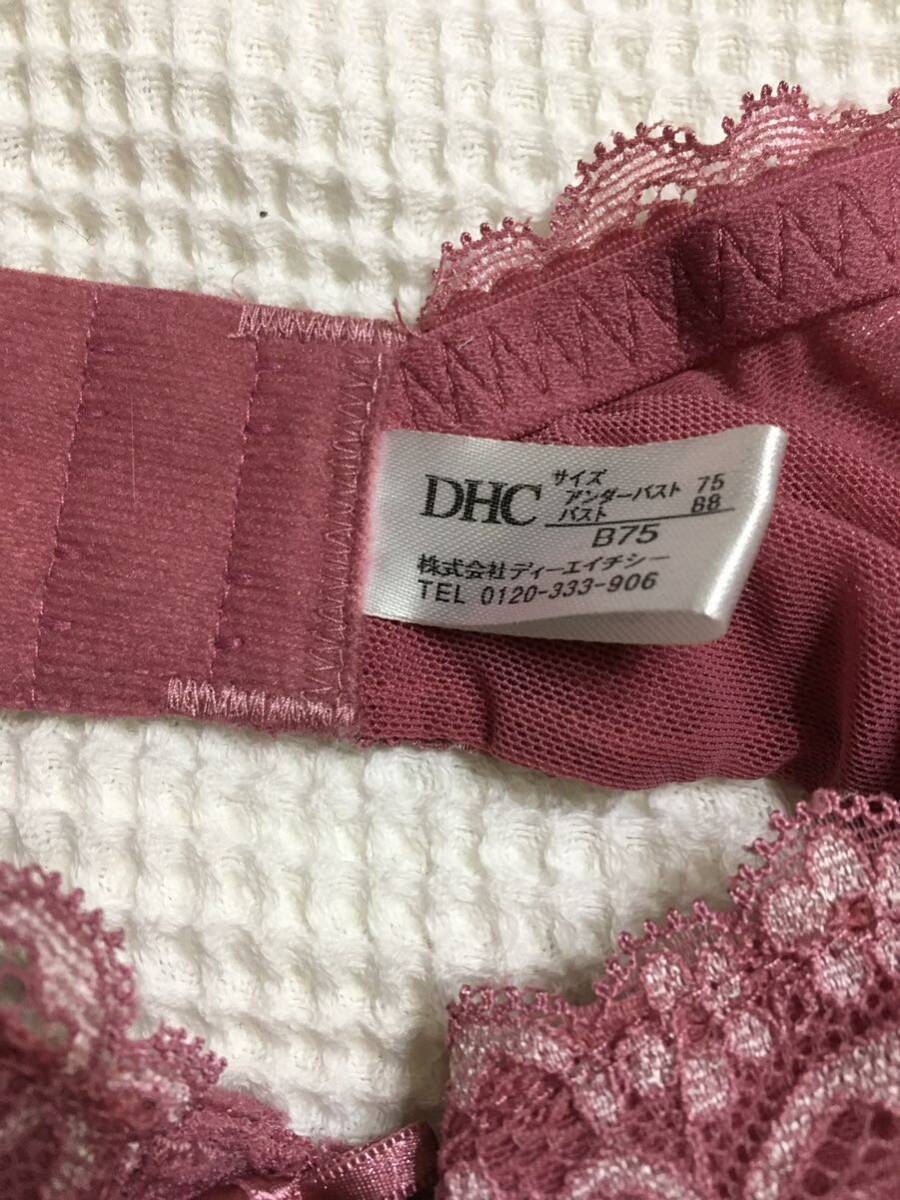 DHC
サイズ
アンダーバスト 75
バスト 88
B75
株式会社ディーエイチシー
TEL 0120-333-906